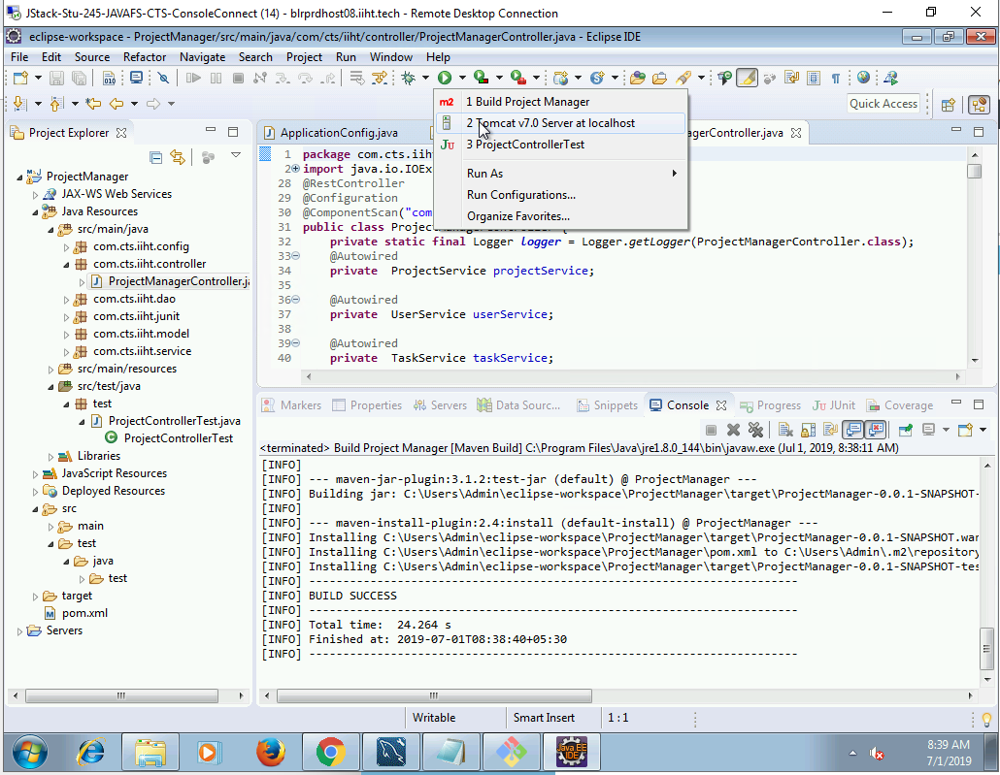 JStack-Stu-245-JAVAFS-CTS-ConsoleConnect (14) - blrprdhost08.iiht.tech - Remote Desktop Connection
eclipse-workspace - ProjectManager/src/main/java/com/cts/iiht/controller/ProjectManagerController.java - Eclipse IDE
File Edit Source Refactor Navigate Search Project Run Window Help
Quick Access
m2 1 Build Project Manager
2 Tomcat v7.0 Server at localhost
Ju 3 ProjectControllerTest
Run As
Run Configurations...
Organize Favorites...
Project Explorer
ProjectManager
JAX-WS Web Services
Java Resources
src/main/java
com.cts.iiht.config
com.cts.iiht.controller
ProjectManagerController.j
com.cts.iiht.dao
com.cts.iiht.junit
com.cts.iiht.model
com.cts.iiht.service
src/main/resources
src/test/java
test
ProjectControllerTest.java
ProjectControllerTest
Libraries
JavaScript Resources
Deployed Resources
src
main
test
java
test
target
pom.xml
Servers
ApplicationConfig.java
agerController.java
1 package com.cts.iiht
2 import java.io.IOEx
28 @RestController
29 @Configuration
30 @ComponentScan("com
31 public class ProjectManagerController {
32 private static final Logger logger = Logger.getLogger(ProjectManagerController.class);
33 @Autowired
34 private ProjectService projectService;
35
36 @Autowired
37 private UserService userService;
38
39 @Autowired
40 private TaskService taskService;
Markers Properties Servers Data Sourc... Snippets Console Progress JUnit Coverage
<terminated> Build Project Manager [Maven Build] C:\Program Files\Java\jre1.8.0_144\bin\javaw.exe (Jul 1, 2019, 8:38:11 AM)
[INFO]
[INFO] --- maven-jar-plugin:3.1.2:test-jar (default) @ ProjectManager ---
[INFO] Building jar: C:\Users\Admin\eclipse-workspace\ProjectManager\target\ProjectManager-0.0.1-SNAPSHOT-
[INFO]
[INFO] --- maven-install-plugin:2.4:install (default-install) @ ProjectManager ---
[INFO] Installing C:\Users\Admin\eclipse-workspace\ProjectManager\target\ProjectManager-0.0.1-SNAPSHOT.war
[INFO] Installing C:\Users\Admin\eclipse-workspace\ProjectManager\pom.xml to C:\Users\Admin\.m2\repository
[INFO] Installing C:\Users\Admin\eclipse-workspace\ProjectManager\target\ProjectManager-0.0.1-SNAPSHOT-tes
[INFO] ------------------------------------------------------------------------
[INFO] BUILD SUCCESS
[INFO] ------------------------------------------------------------------------
[INFO] Total time: 24.264 s
[INFO] Finished at: 2019-07-01T08:38:40+05:30
[INFO] ------------------------------------------------------------------------
Writable Smart Insert 1 : 1
Java EE IDE
8:39 AM
7/1/2019